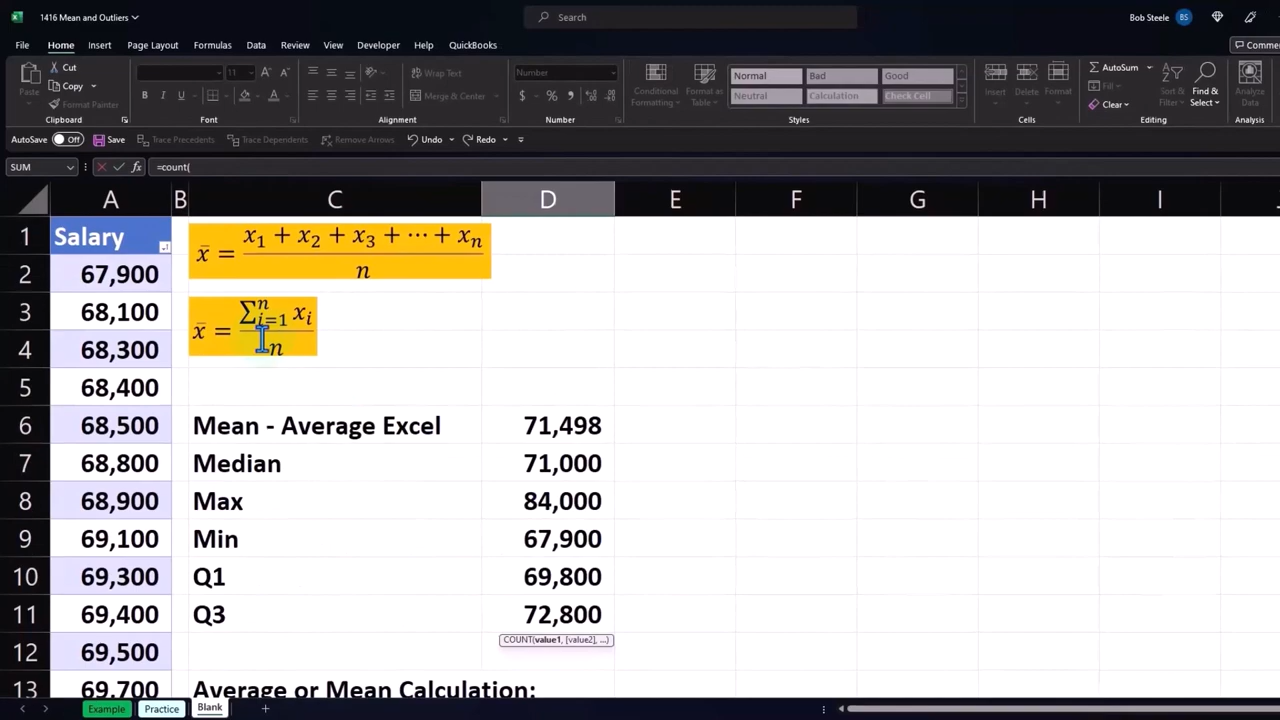 1416 Mean and Outliers
Search
Bob Steele BS
File Home Insert Page Layout Formulas Data Review View Developer Help QuickBooks
Comme
Paste
Cut
Copy
Format Painter
Clipboard
11
B I U
Font
Wrap Text
Merge & Center
Alignment
Number
$ % ,
Number
Conditional Formatting
Format as Table
Normal Bad Good
Neutral Calculation Check Cell
Styles
Insert Delete Format
Cells
AutoSum
Fill
Clear
Sort & Filter
Find & Select
Editing
Analyze Data
Analysis
AutoSave Off Save Trace Precedents Trace Dependents Remove Arrows Undo Redo
SUM fx =count(
A B C D E F G H I
1 Salary x̄ = (x₁ + x₂ + x₃ + ⋯ + xₙ) / n
2 67,900
3 68,100 x̄ = ∑ⁿᵢ₌₁ xᵢ / n
4 68,300
5 68,400
6 68,500 Mean - Average Excel 71,498
7 68,800 Median 71,000
8 68,900 Max 84,000
9 69,100 Min 67,900
10 69,300 Q1 69,800
11 69,400 Q3 72,800
COUNT(value1, [value2], ...)
12 69,500
13 69,700 Average or Mean Calculation:
Example Practice Blank